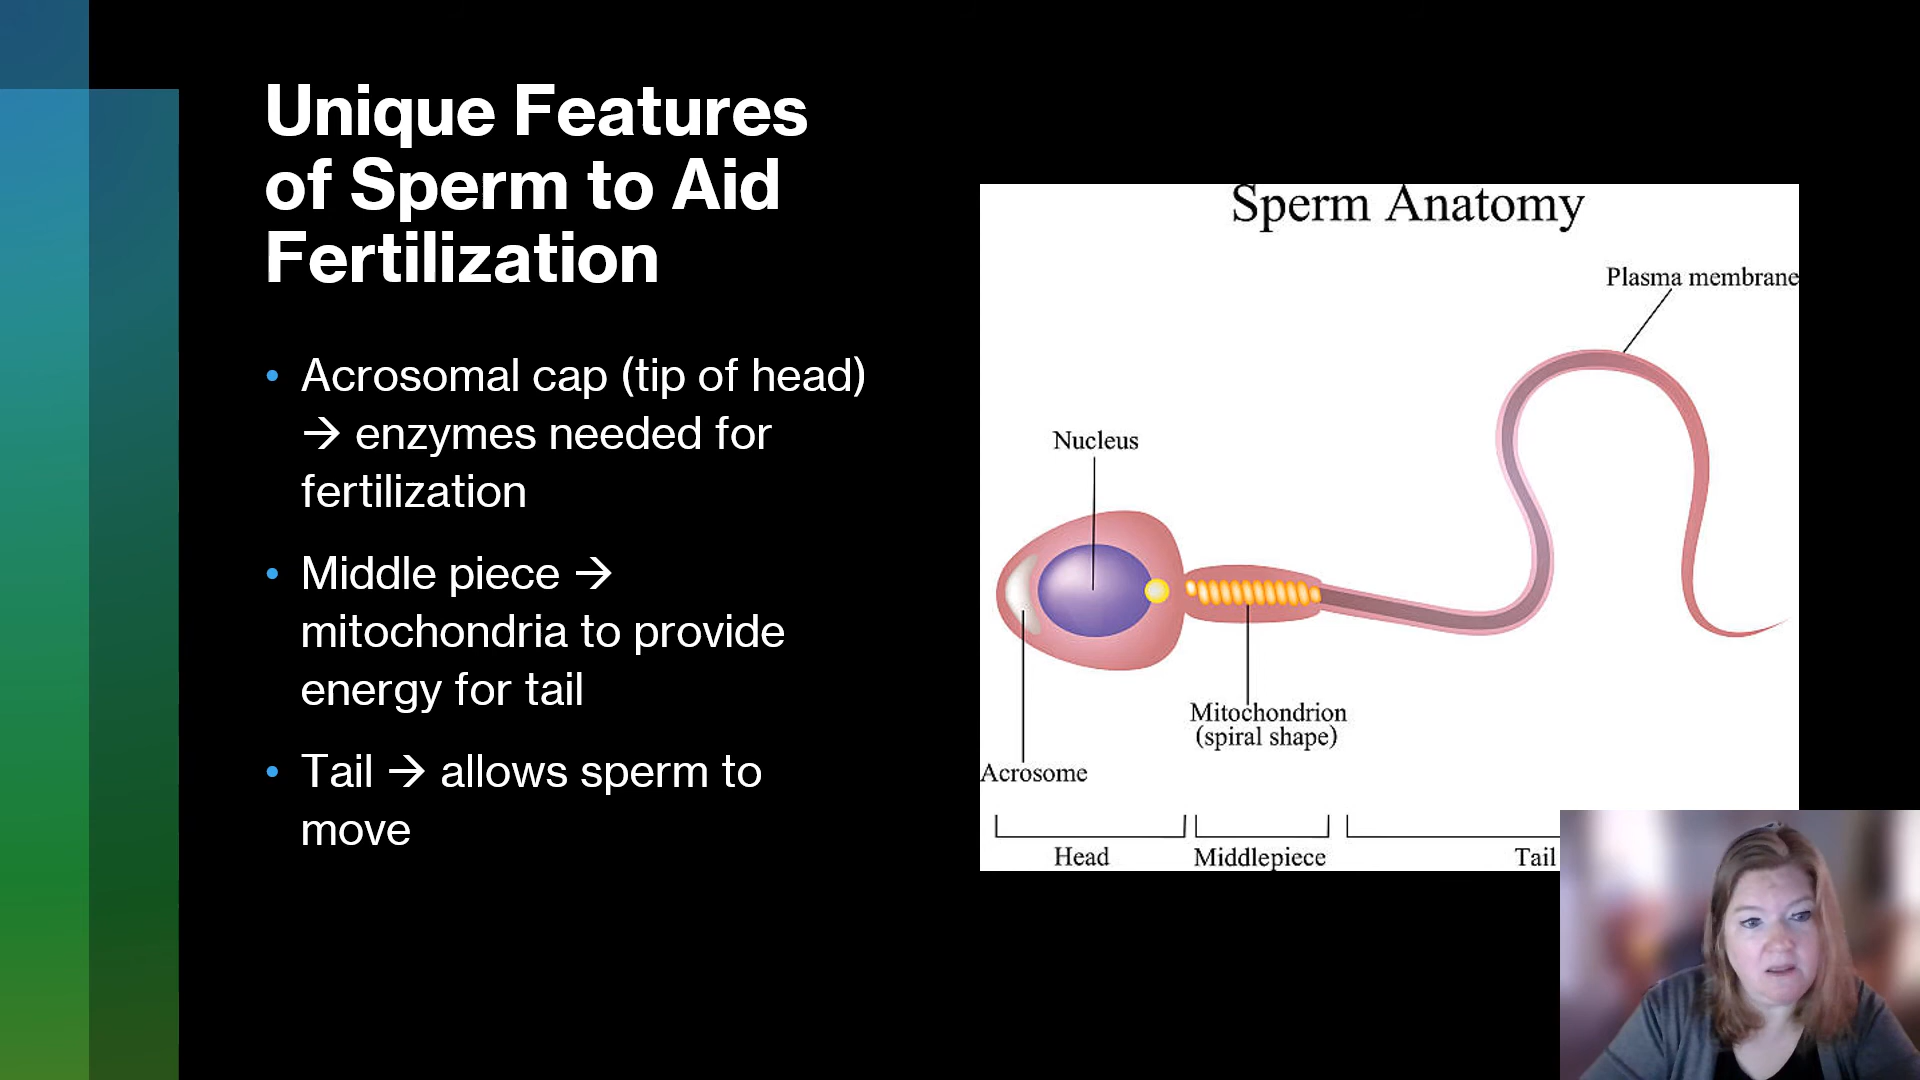 Unique Features
of Sperm to Aid
Fertilization
• Acrosomal cap (tip of head)
→ enzymes needed for
fertilization
• Middle piece →
mitochondria to provide
energy for tail
• Tail → allows sperm to
move
Sperm Anatomy
Plasma membrane
Nucleus
Mitochondrion
(spiral shape)
Acrosome
Head
Middlepiece
Tail